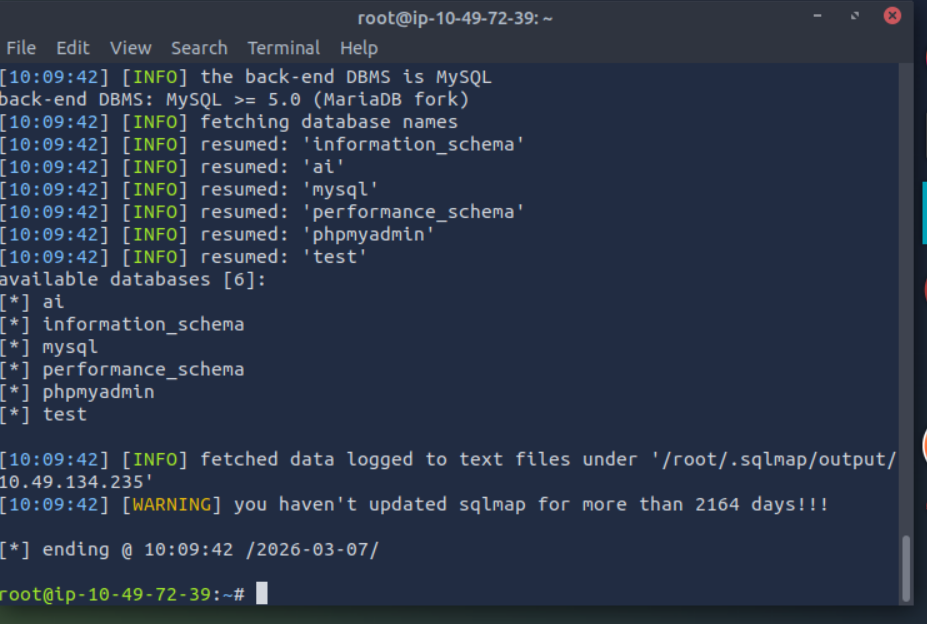 root@ip-10-49-72-39: ~
File Edit View Search Terminal Help
[10:09:42] [INFO] the back-end DBMS is MySQL
back-end DBMS: MySQL >= 5.0 (MariaDB fork)
[10:09:42] [INFO] fetching database names
[10:09:42] [INFO] resumed: 'information_schema'
[10:09:42] [INFO] resumed: 'ai'
[10:09:42] [INFO] resumed: 'mysql'
[10:09:42] [INFO] resumed: 'performance_schema'
[10:09:42] [INFO] resumed: 'phpmyadmin'
[10:09:42] [INFO] resumed: 'test'
available databases [6]:
[*] ai
[*] information_schema
[*] mysql
[*] performance_schema
[*] phpmyadmin
[*] test
[10:09:42] [INFO] fetched data logged to text files under '/root/.sqlmap/output/
10.49.134.235'
[10:09:42] [WARNING] you haven't updated sqlmap for more than 2164 days!!!
[*] ending @ 10:09:42 /2026-03-07/
root@ip-10-49-72-39:~#